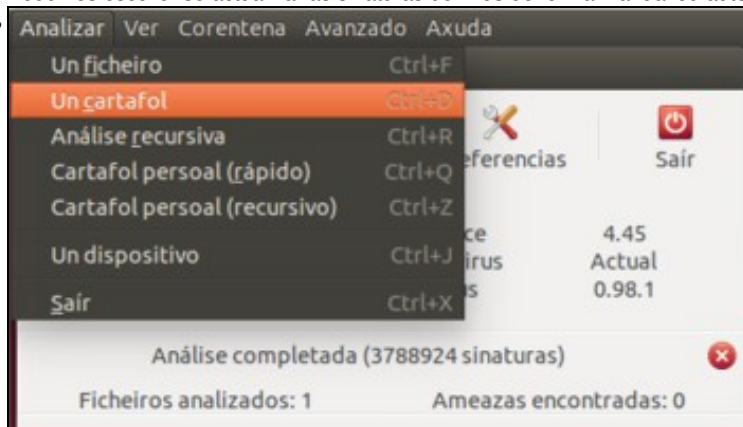 Analizar Ver Corentena Avanzado Axuda
Un ficheiro Ctrl+F
Un cartafol Ctrl+D
Análise recursiva Ctrl+R
Cartafol persoal (rápido) Ctrl+Q
Cartafol persoal (recursivo) Ctrl+Z
Un dispositivo Ctrl+J
Saír Ctrl+X
eferencias Saír
ce 4.45
irus Actual
s 0.98.1
Análise completada (3788924 sinaturas)
Ficheiros analizados: 1 Ameazas encontradas: 0